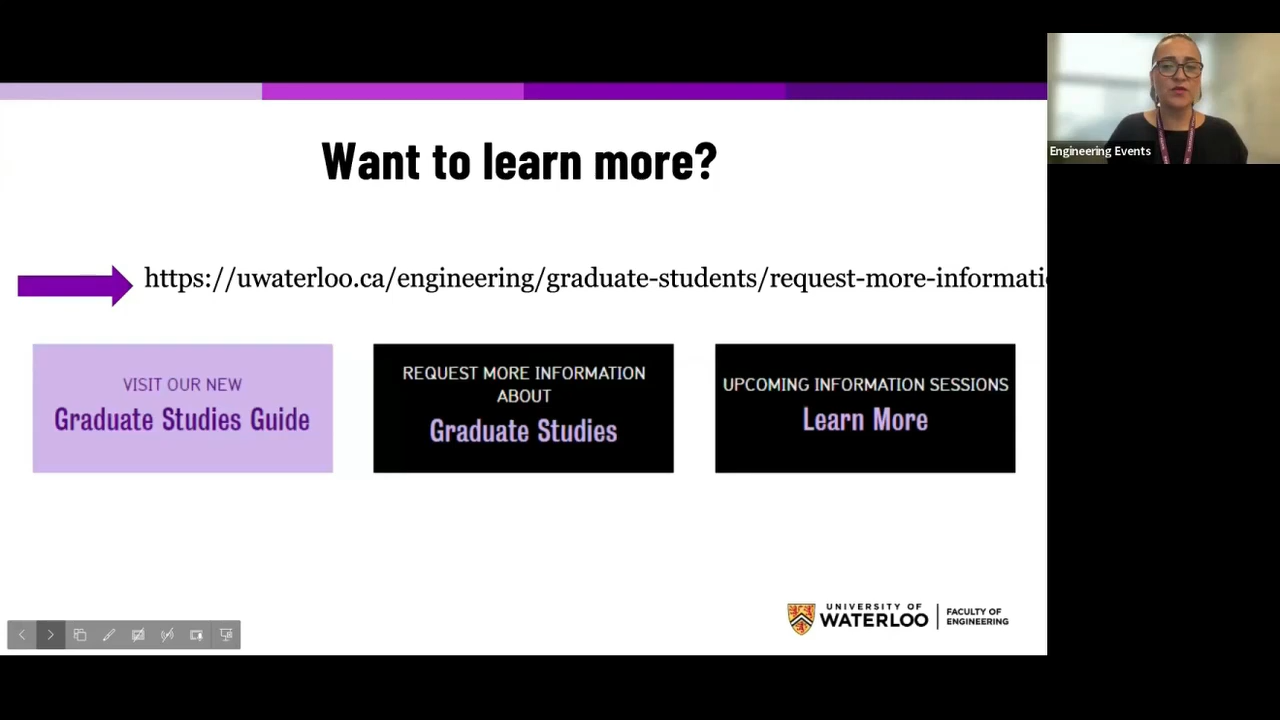 Want to learn more?
https://uwaterloo.ca/engineering/graduate-students/request-more-informati
VISIT OUR NEW
Graduate Studies Guide
REQUEST MORE INFORMATION
ABOUT
Graduate Studies
UPCOMING INFORMATION SESSIONS
Learn More
UNIVERSITY OF
WATERLOO
FACULTY OF
ENGINEERING
Engineering Events